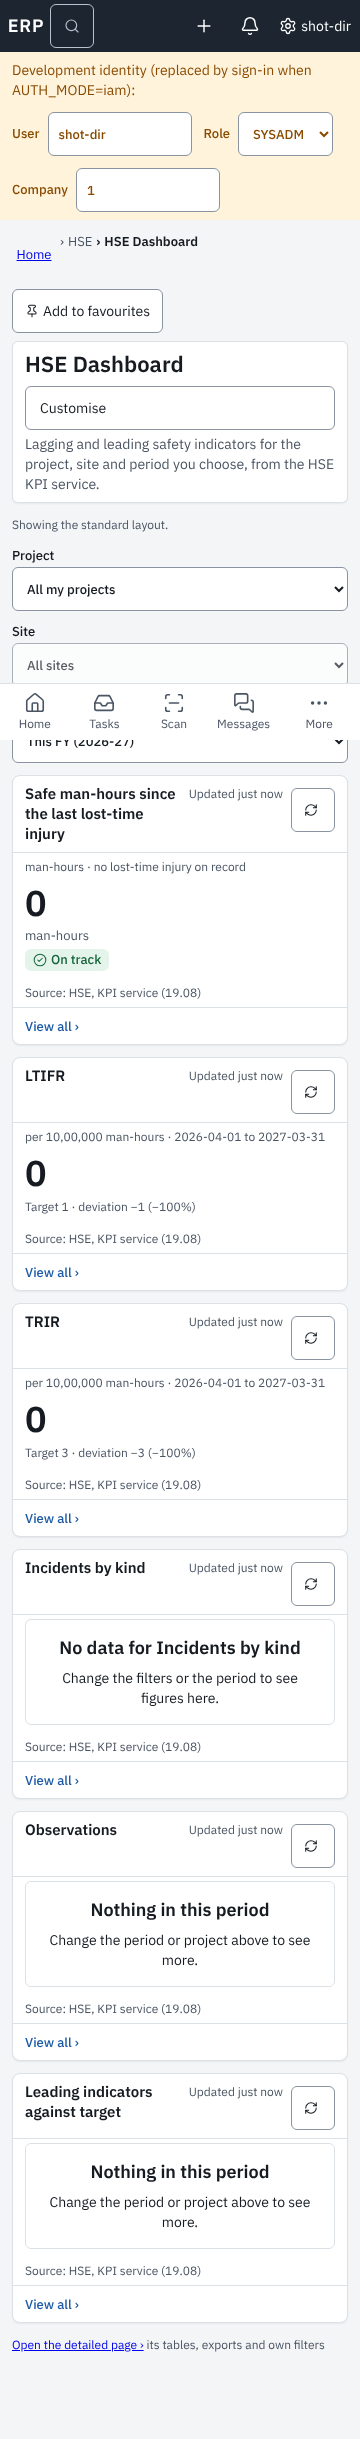 ERP
shot-dir
Development identity (replaced by sign-in when
AUTH_MODE=iam):
User shot-dir Role SYSADM
Company 1
Home › HSE › HSE Dashboard
Add to favourites
HSE Dashboard
Customise
Lagging and leading safety indicators for the
project, site and period you choose, from the HSE
KPI service.
Showing the standard layout.
Project
All my projects
Site
All sites
Home Tasks Scan Messages More
This FY (2026-27)
Safe man-hours since
the last lost-time
injury
Updated just now
man-hours · no lost-time injury on record
0
man-hours
On track
Source: HSE, KPI service (19.08)
View all ›
LTIFR
Updated just now
per 10,00,000 man-hours · 2026-04-01 to 2027-03-31
0
Target 1 · deviation −1 (−100%)
Source: HSE, KPI service (19.08)
View all ›
TRIR
Updated just now
per 10,00,000 man-hours · 2026-04-01 to 2027-03-31
0
Target 3 · deviation −3 (−100%)
Source: HSE, KPI service (19.08)
View all ›
Incidents by kind
Updated just now
No data for Incidents by kind
Change the filters or the period to see
figures here.
Source: HSE, KPI service (19.08)
View all ›
Observations
Updated just now
Nothing in this period
Change the period or project above to see
more.
Source: HSE, KPI service (19.08)
View all ›
Leading indicators
against target
Updated just now
Nothing in this period
Change the period or project above to see
more.
Source: HSE, KPI service (19.08)
View all ›
Open the detailed page › its tables, exports and own filters